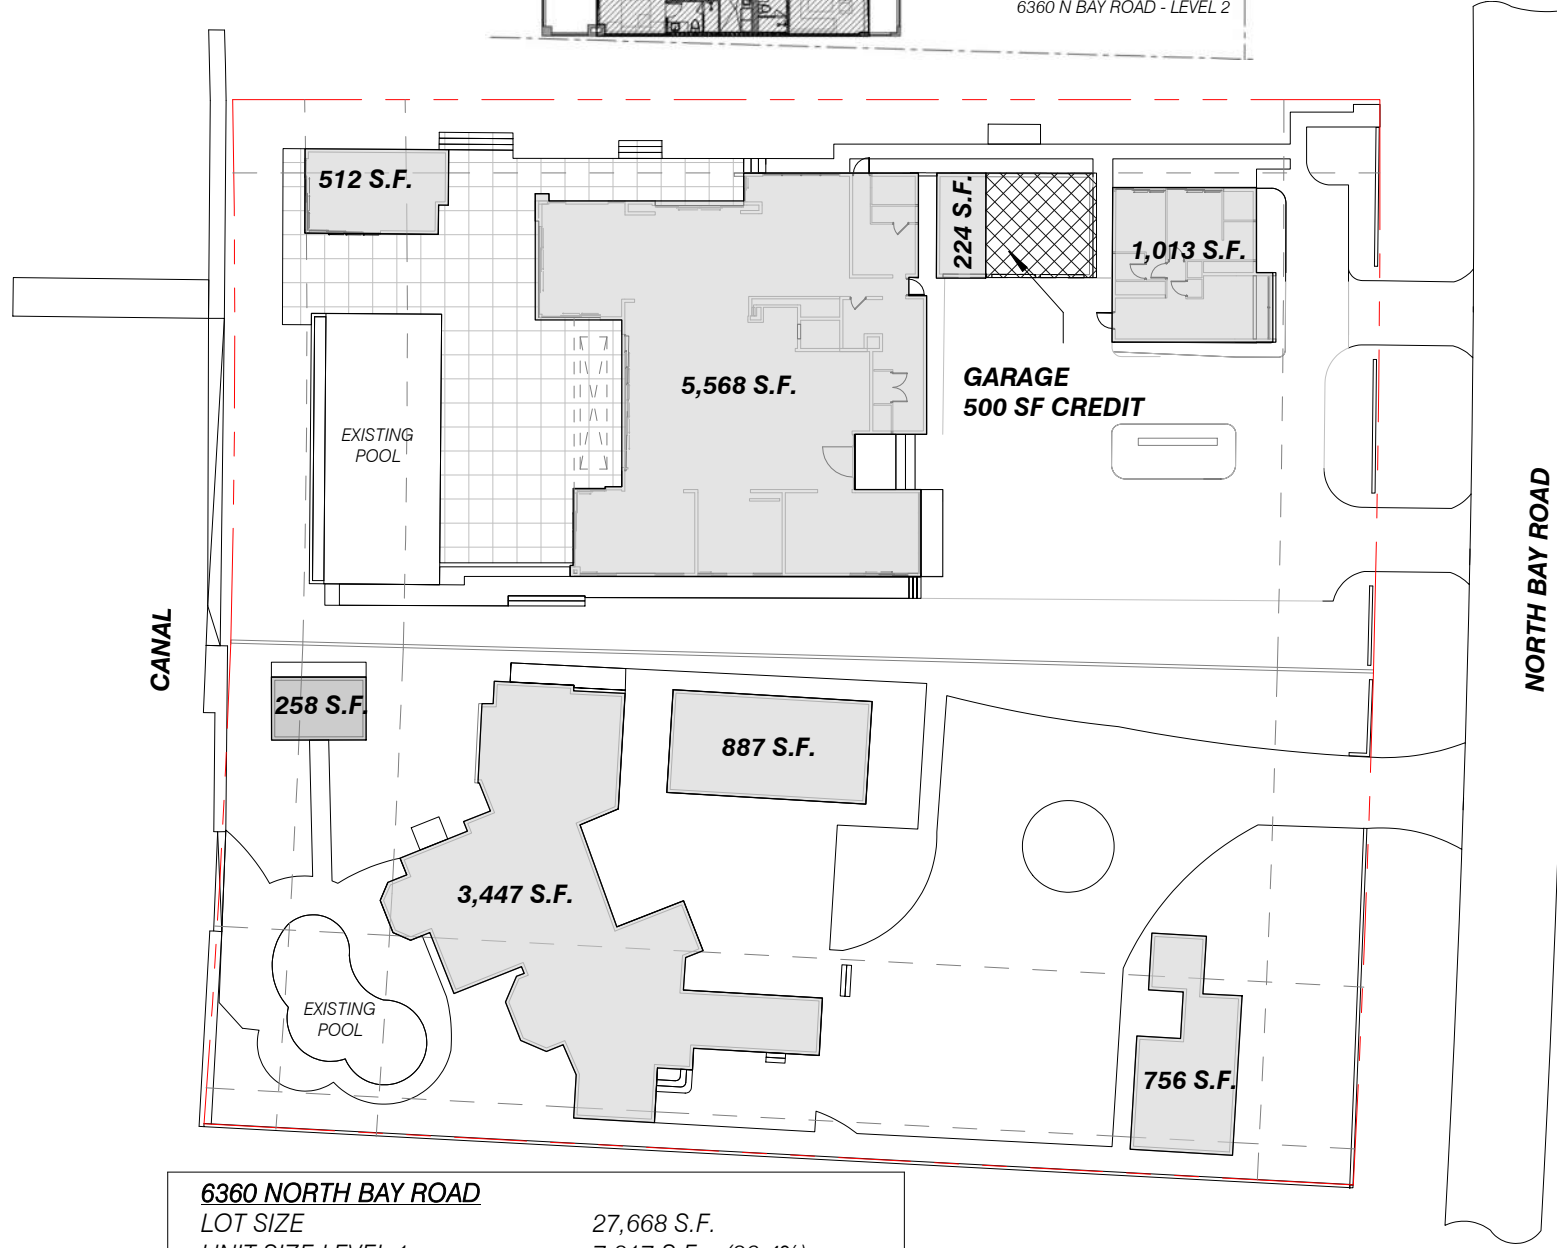 6360 N BAY ROAD - LEVEL 2
512 S.F.
224 S.F.
1,013 S.F.
5,568 S.F.
GARAGE
500 SF CREDIT
EXISTING
POOL
CANAL
NORTH BAY ROAD
258 S.F.
887 S.F.
3,447 S.F.
EXISTING
POOL
756 S.F.
6360 NORTH BAY ROAD
LOT SIZE 27,668 S.F.